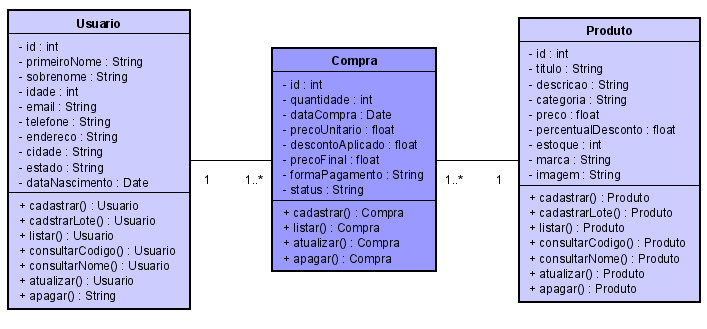 Usuario
- id : int
- primeiroNome : String
- sobrenome : String
- idade : int
- email : String
- telefone : String
- endereco : String
- cidade : String
- estado : String
- dataNascimento : Date
+ cadastrar() : Usuario
+ cadstrarLote() : Usuario
+ listar() : Usuario
+ consultarCodigo() : Usuario
+ consultarNome() : Usuario
+ atualizar() : Usuario
+ apagar() : String
1
1..*
Compra
- id : int
- quantidade : int
- dataCompra : Date
- precoUnitario : float
- descontoAplicado : float
- precoFinal : float
- formaPagamento : String
- status : String
+ cadastrar() : Compra
+ listar() : Compra
+ atualizar() : Compra
+ apagar() : Compra
1..*
1
Produto
- id : int
- titulo : String
- descricao : String
- categoria : String
- preco : float
- percentualDesconto : float
- estoque : int
- marca : String
- imagem : String
+ cadastrar() : Produto
+ cadastrarLote() : Produto
+ listar() : Produto
+ consultarCodigo() : Produto
+ consultarNome() : Produto
+ atualizar() : Produto
+ apagar() : Produto